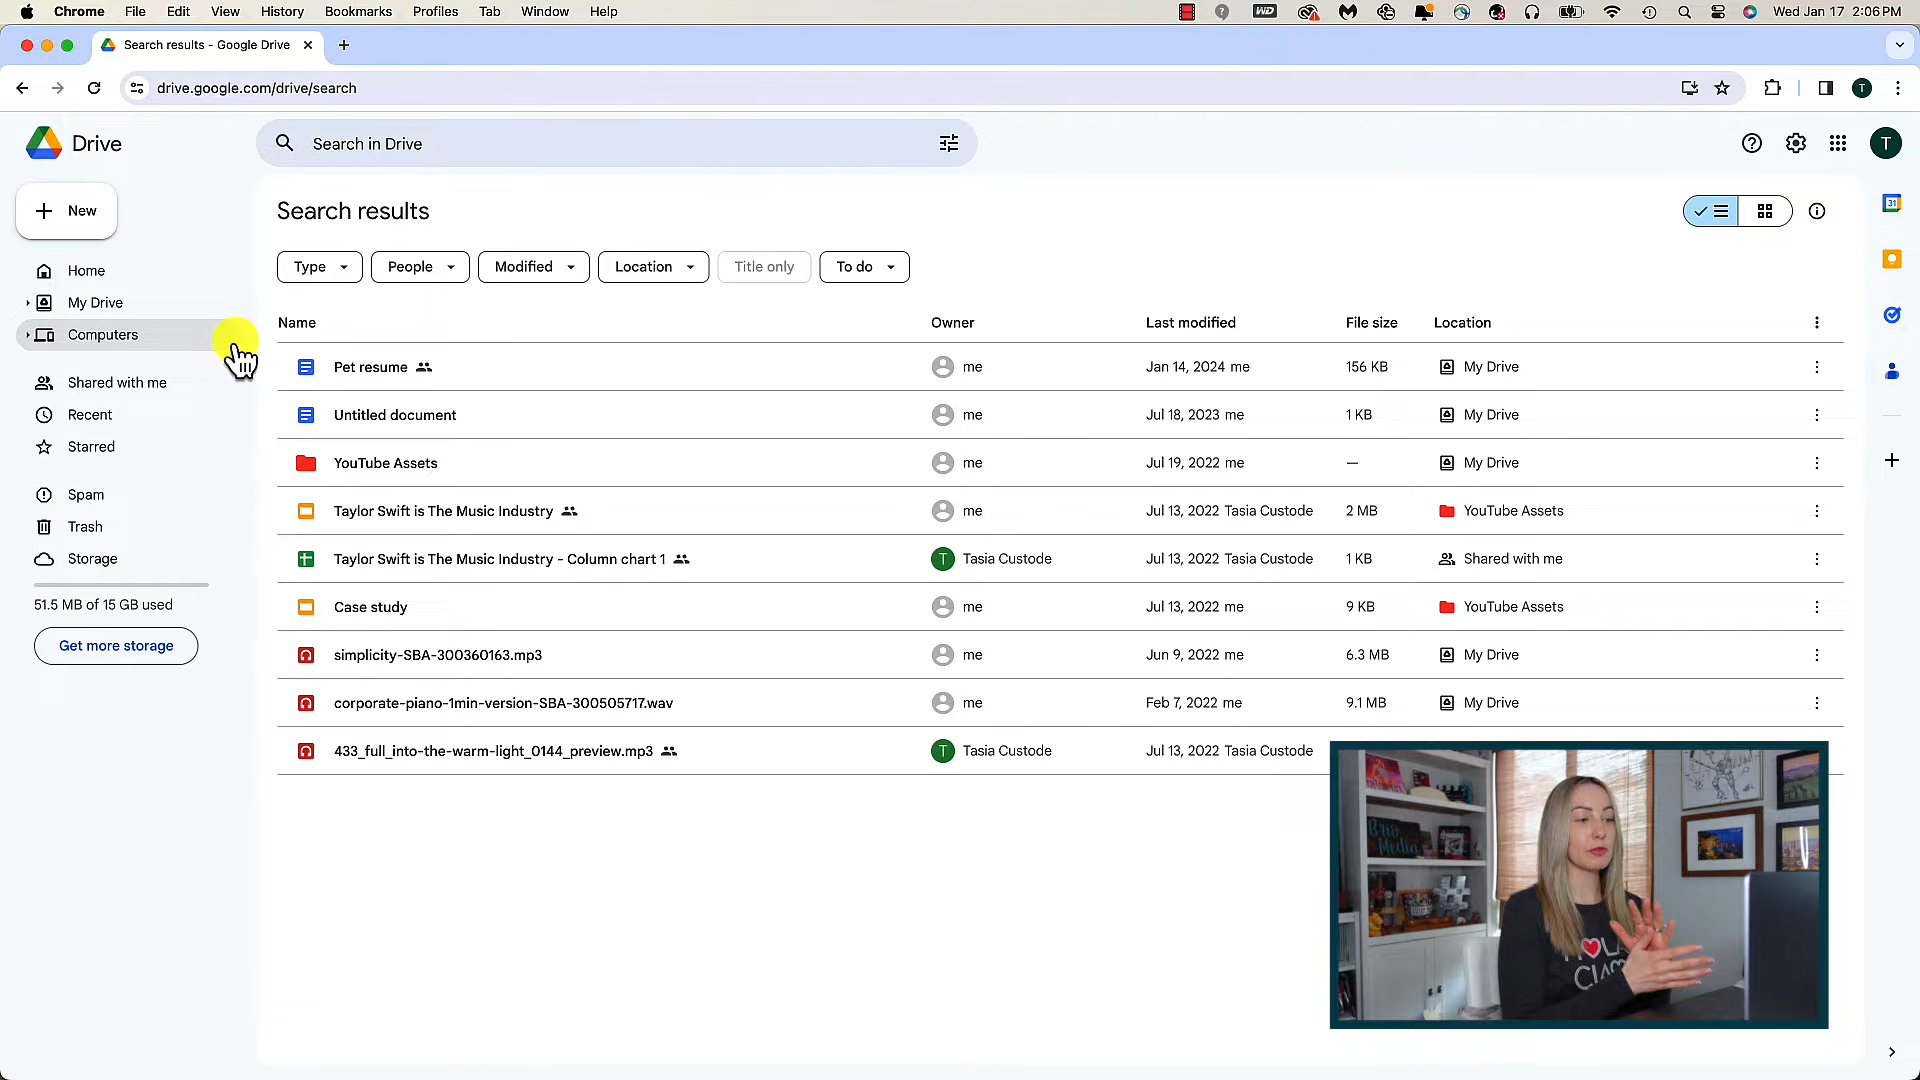 Chrome File Edit View History Bookmarks Profiles Tab Window Help WD Wed Jan 17 2:06 PM
Search results - Google Drive
drive.google.com/drive/search T
Drive Search in Drive T
New Search results
31
Type People Modified Location Title only To do
Home
My Drive
Computers
Shared with me
Recent
Starred
Spam
Trash
Storage
51.5 MB of 15 GB used
Get more storage
Name Owner Last modified File size Location
Pet resume me Jan 14, 2024 me 156 KB My Drive
Untitled document me Jul 18, 2023 me 1 KB My Drive
YouTube Assets me Jul 19, 2022 me — My Drive
Taylor Swift is The Music Industry me Jul 13, 2022 Tasia Custode 2 MB YouTube Assets
Taylor Swift is The Music Industry - Column chart 1 T Tasia Custode Jul 13, 2022 Tasia Custode 1 KB Shared with me
Case study me Jul 13, 2022 me 9 KB YouTube Assets
simplicity-SBA-300360163.mp3 me Jun 9, 2022 me 6.3 MB My Drive
corporate-piano-1min-version-SBA-300505717.wav me Feb 7, 2022 me 9.1 MB My Drive
433_full_into-the-warm-light_0144_preview.mp3 T Tasia Custode Jul 13, 2022 Tasia Custode
Brio
Media